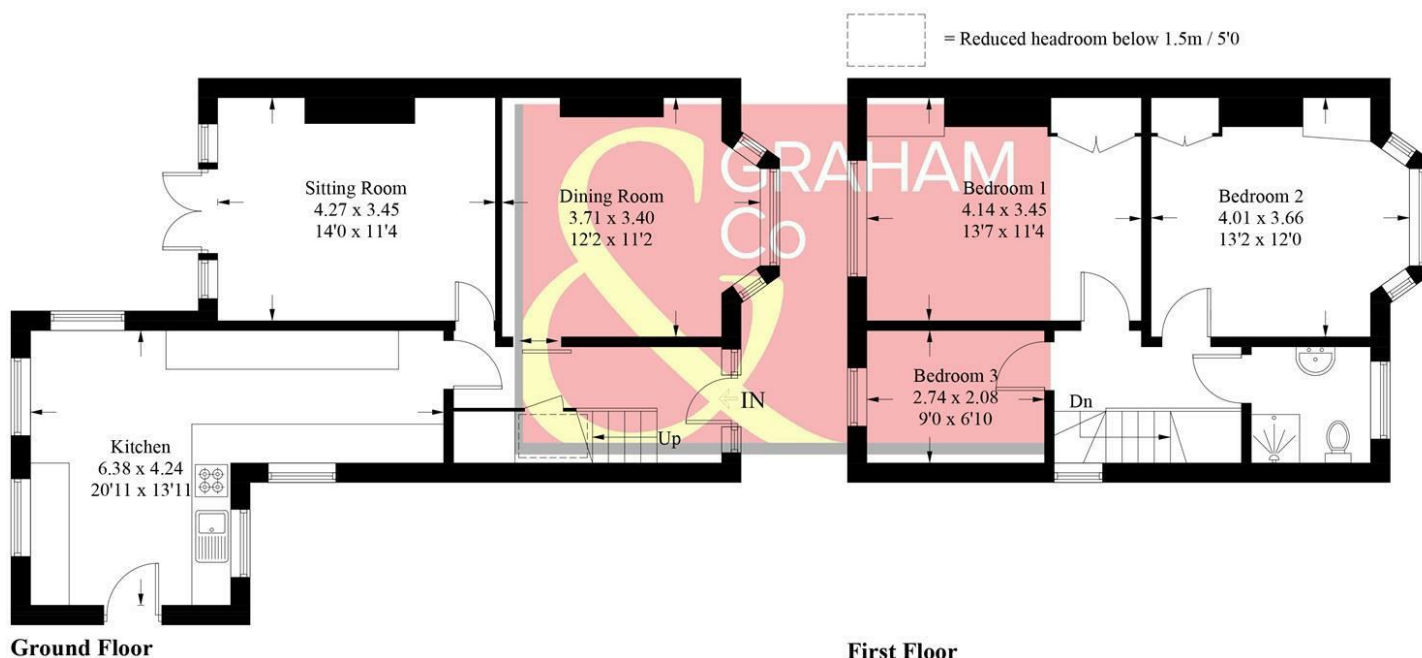 = Reduced headroom below 1.5m / 5'0
GRAHAM
& Co
Sitting Room
4.27 x 3.45
14'0 x 11'4
Dining Room
3.71 x 3.40
12'2 x 11'2
Kitchen
6.38 x 4.24
20'11 x 13'11
Up
IN
Ground Floor
Bedroom 1
4.14 x 3.45
13'7 x 11'4
Bedroom 2
4.01 x 3.66
13'2 x 12'0
Bedroom 3
2.74 x 2.08
9'0 x 6'10
Dn
First Floor